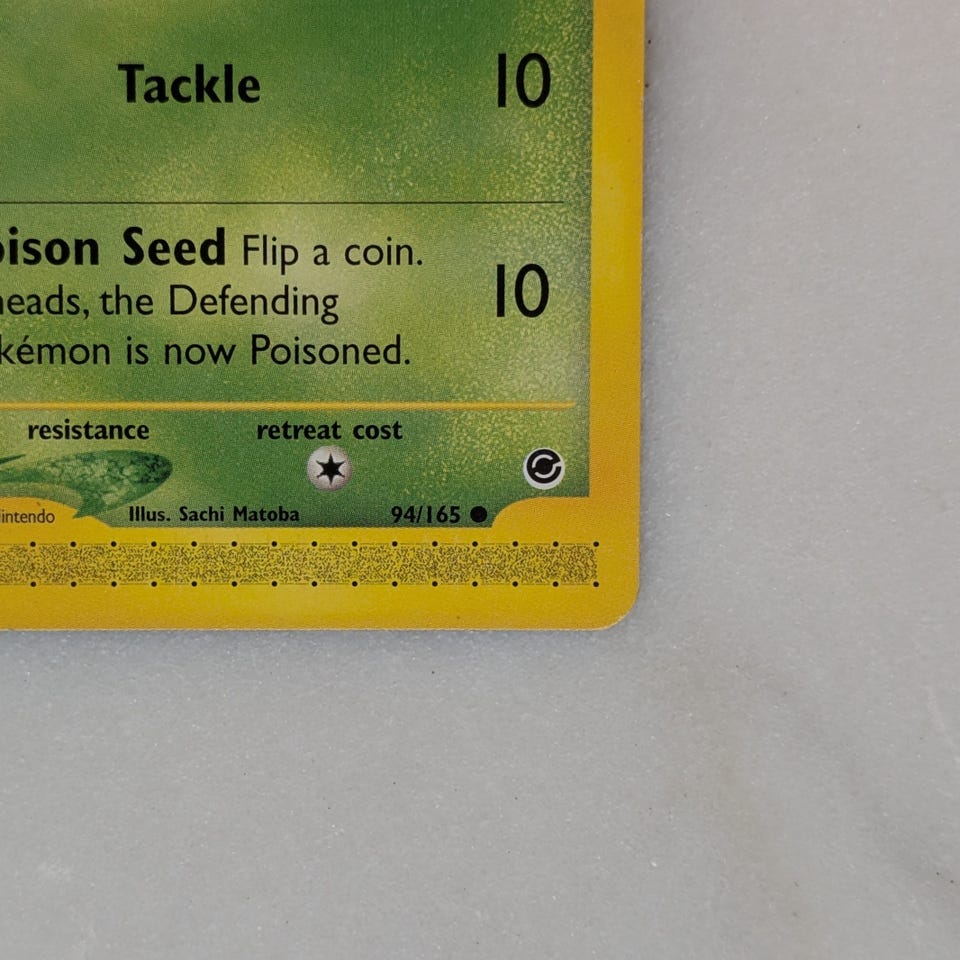 Tackle 10
oison Seed Flip a coin.
heads, the Defending 10
kémon is now Poisoned.
resistance retreat cost
intendo Illus. Sachi Matoba 94/165 ●